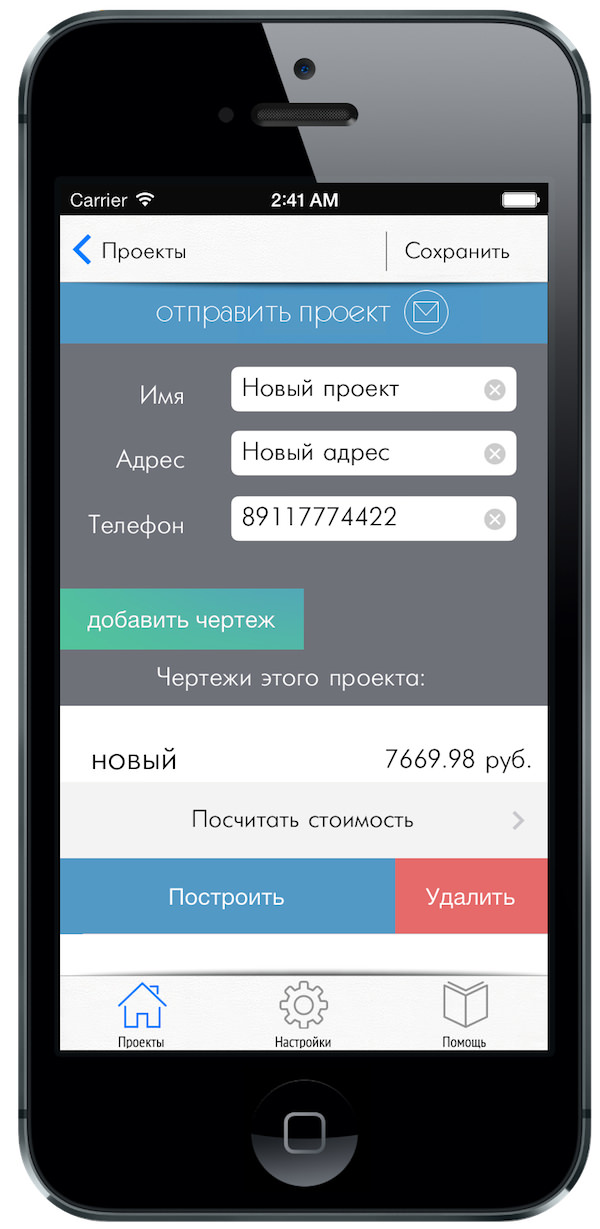 Carrier 2:41 AM
Проекты Сохранить
отправить проект
Имя Новый проект
Адрес Новый адрес
Телефон 89117774422
добавить чертеж
Чертежи этого проекта:
новый 7669.98 руб.
Посчитать стоимость
Построить Удалить
Проекты Настройки Помощь